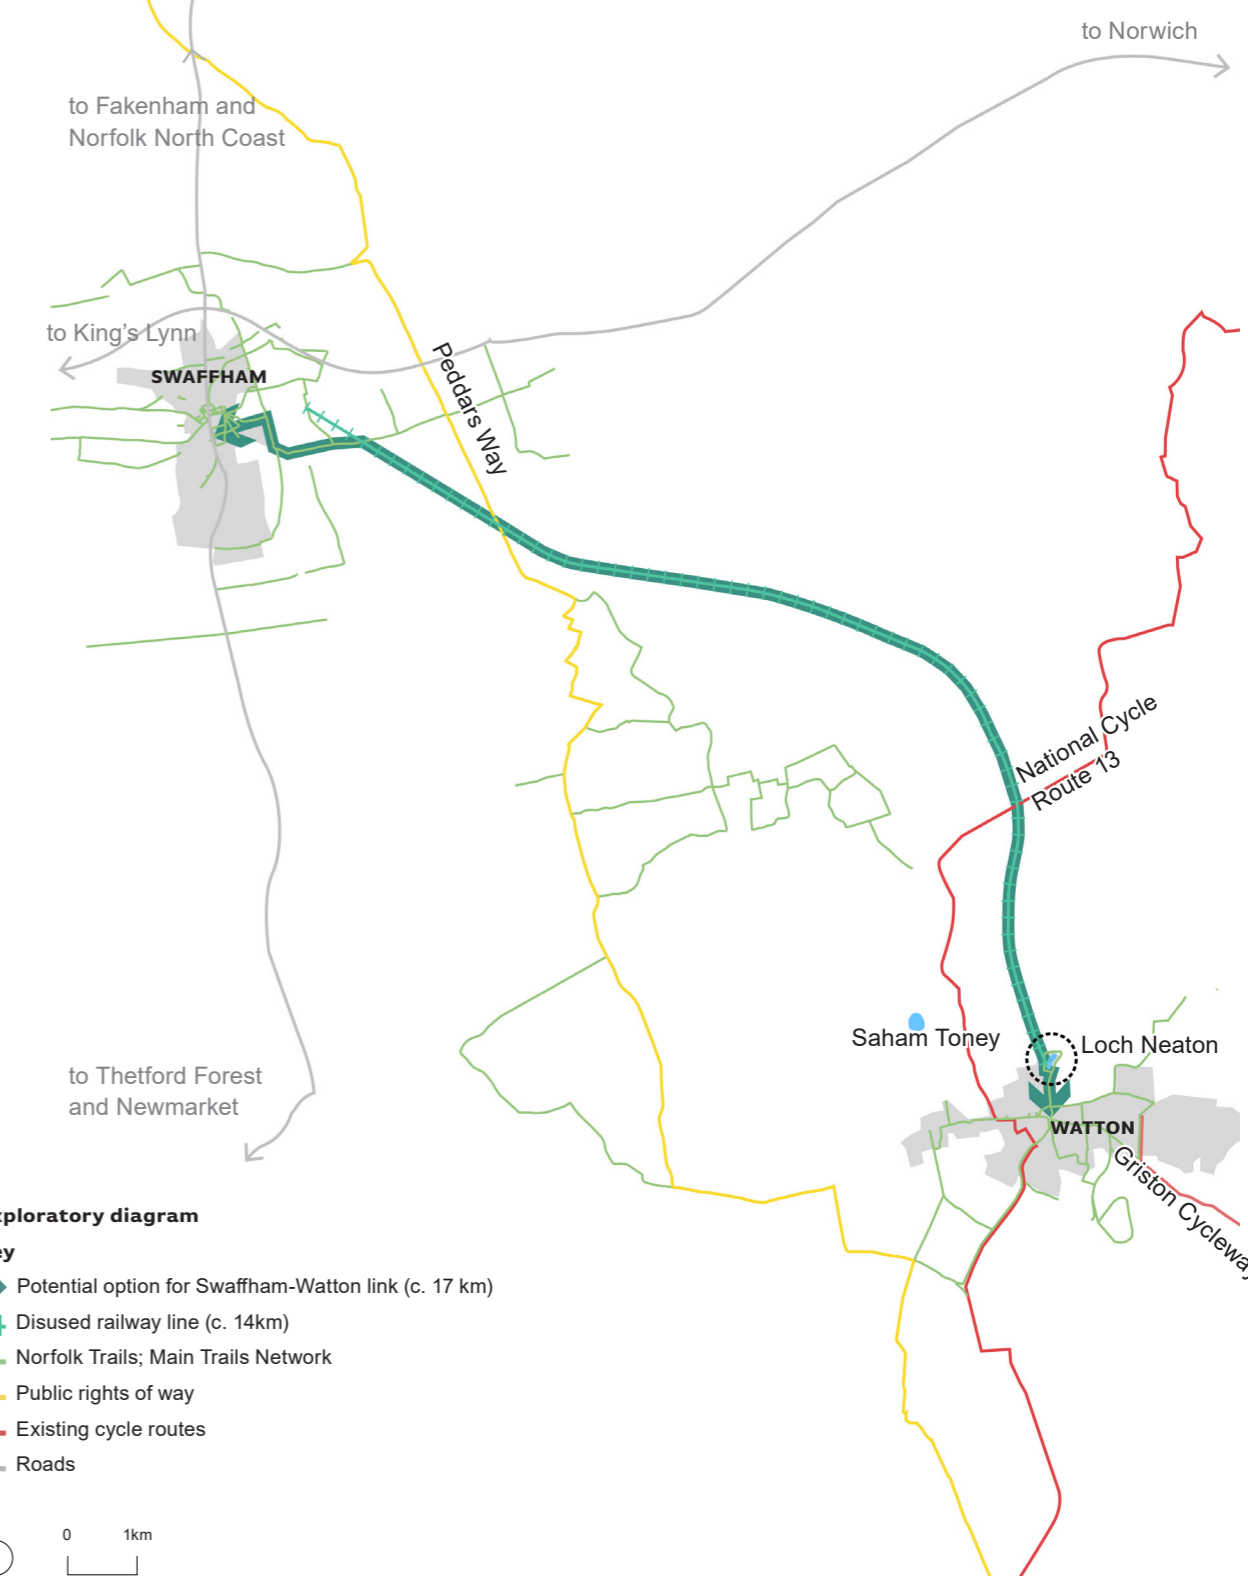 to Norwich
to Fakenham and
Norfolk North Coast
to King's Lynn
SWAFFHAM
Peddars Way
National Cycle
Route 13
Saham Toney
Loch Neaton
to Thetford Forest
and Newmarket
WATTON
Griston Cycleway
xploratory diagram
ey
Potential option for Swaffham-Watton link (c. 17 km)
Disused railway line (c. 14km)
Norfolk Trails; Main Trails Network
Public rights of way
Existing cycle routes
Roads
0 1km